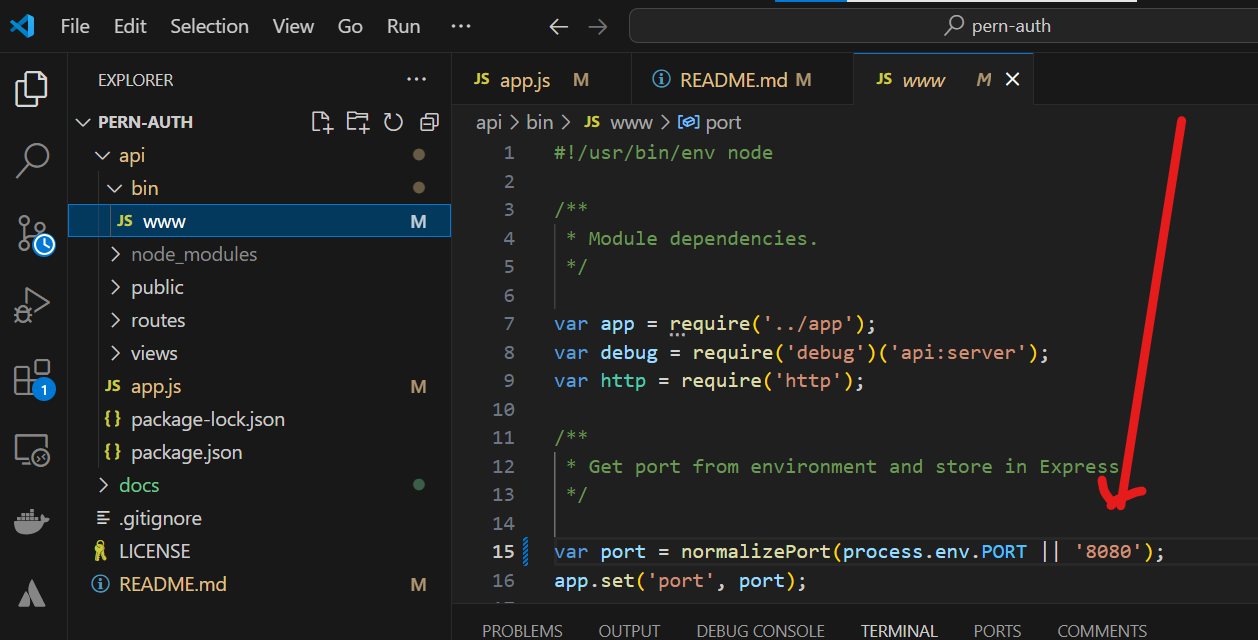 File Edit Selection View Go Run ··· ← → pern-auth
EXPLORER ···
PERN-AUTH
api
bin
JS www M
node_modules
public
routes
views
JS app.js M
{} package-lock.json
{} package.json
docs
.gitignore
LICENSE
README.md M
1
JS app.js M
README.md M
JS www M ×
api > bin > JS www > port
1 #!/usr/bin/env node
2
3 /**
4 * Module dependencies.
5 */
6
7 var app = require('../app');
8 var debug = require('debug')('api:server');
9 var http = require('http');
10
11 /**
12 * Get port from environment and store in Express
13 */
14
15 var port = normalizePort(process.env.PORT || '8080');
16 app.set('port', port);
PROBLEMS OUTPUT DEBUG CONSOLE TERMINAL PORTS COMMENTS